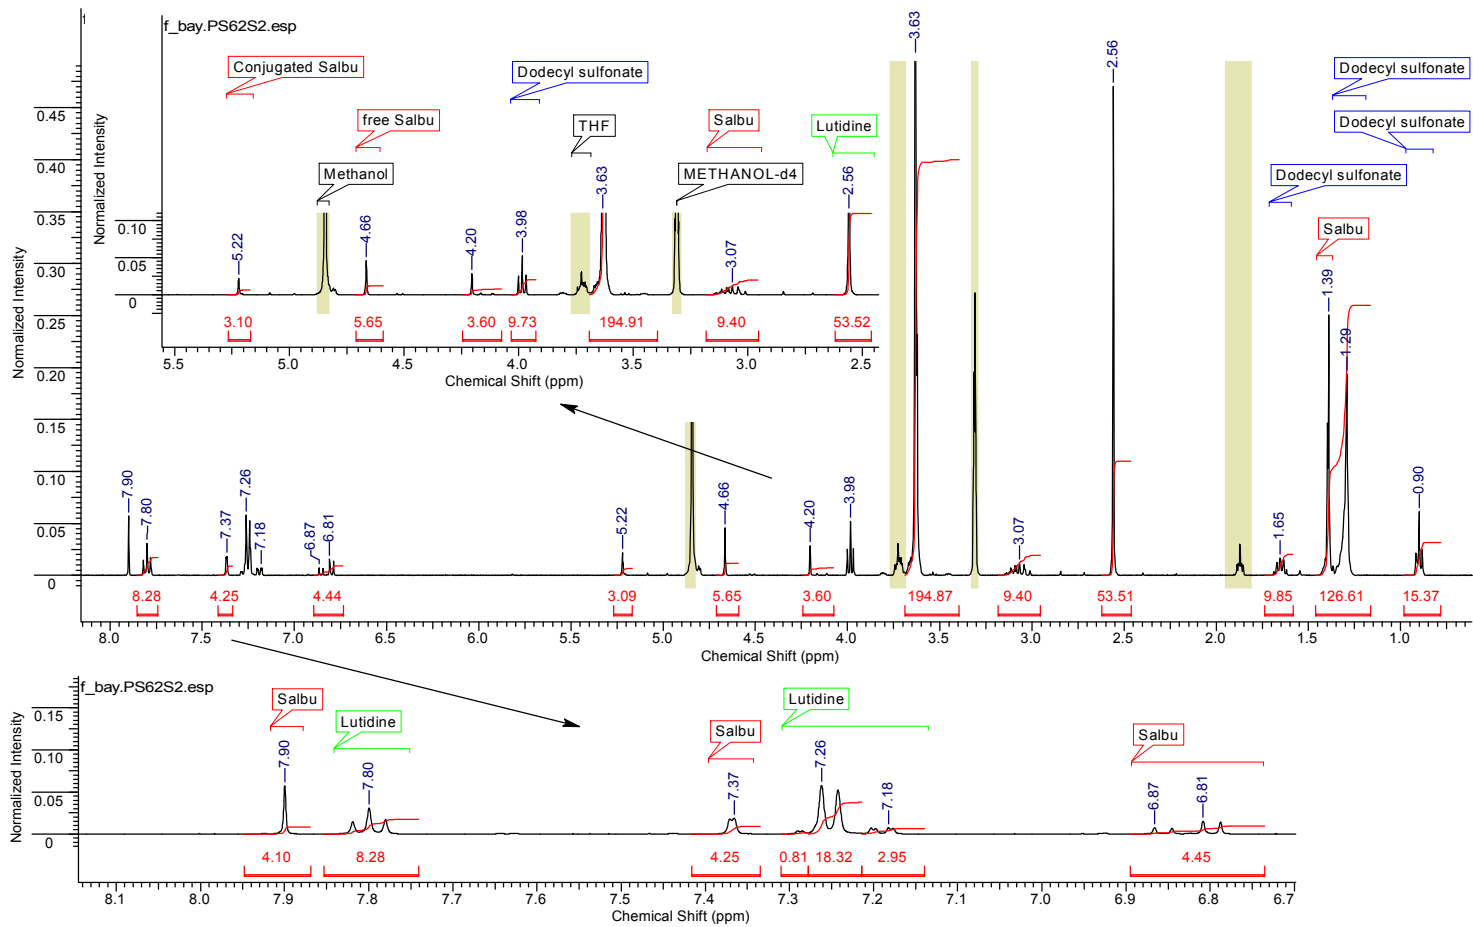 f_bay.PS62S2.esp
Conjugated Salbu
Dodecyl sulfonate
Dodecyl sulfonate
free Salbu
THF
Salbu
Lutidine
Dodecyl sulfonate
Methanol
METHANOL-d4
Dodecyl sulfonate
Salbu
3.63
2.56
5.22
4.66
4.20
3.98
3.63
3.07
2.56
1.39
1.29
Normalized Intensity
0.10
0.05
0
3.10 5.65 3.60 9.73 194.91 9.40 53.52
5.5 5.0 4.5 4.0 3.5 3.0 2.5
Chemical Shift (ppm)
Normalized Intensity
0.45
0.40
0.35
0.30
0.25
0.20
0.15
0.10
0.05
0
7.90 7.80 7.37 7.26 7.18 6.87 6.81 5.22 4.66 4.20 3.98 3.07 1.65 0.90
8.28 4.25 4.44 3.09 5.65 3.60 194.87 9.40 53.51 9.85 126.61 15.37
8.0 7.5 7.0 6.5 6.0 5.5 5.0 4.5 4.0 3.5 3.0 2.5 2.0 1.5 1.0
Chemical Shift (ppm)
f_bay.PS62S2.esp
Salbu
Lutidine
Salbu
Lutidine
Salbu
Normalized Intensity
0.15
0.10
0.05
0
7.90 7.80 7.37 7.26 7.18 6.87 6.81
4.10 8.28 4.25 0.81 18.32 2.95 4.45
8.1 8.0 7.9 7.8 7.7 7.6 7.5 7.4 7.3 7.2 7.1 7.0 6.9 6.8 6.7
Chemical Shift (ppm)